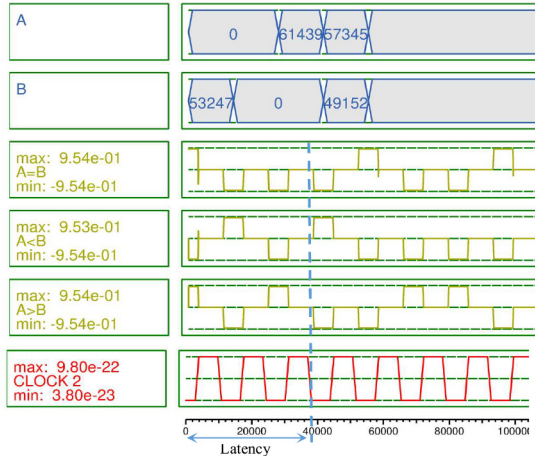 A
0
61439
57345
B
53247
0
49152
max: 9.54e-01
A=B
min: -9.54e-01
max: 9.53e-01
A<B
min: -9.54e-01
max: 9.54e-01
A>B
min: -9.54e-01
max: 9.80e-22
CLOCK 2
min: 3.80e-23
0 20000 40000 60000 80000 100000
Latency